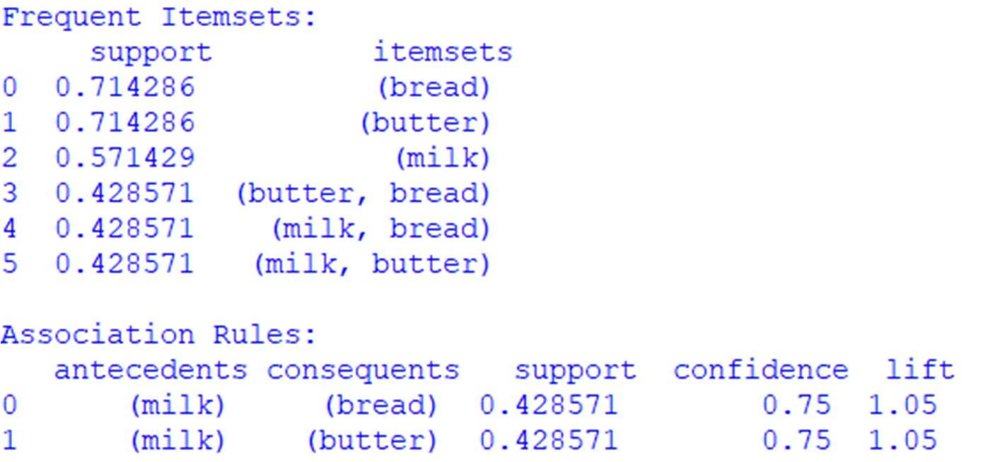 Frequent Itemsets:
    support         itemsets
0  0.714286          (bread)
1  0.714286         (butter)
2  0.571429           (milk)
3  0.428571  (butter, bread)
4  0.428571    (milk, bread)
5  0.428571   (milk, butter)
Association Rules:
  antecedents consequents   support  confidence  lift
0      (milk)     (bread)  0.428571        0.75  1.05
1      (milk)    (butter)  0.428571        0.75  1.05